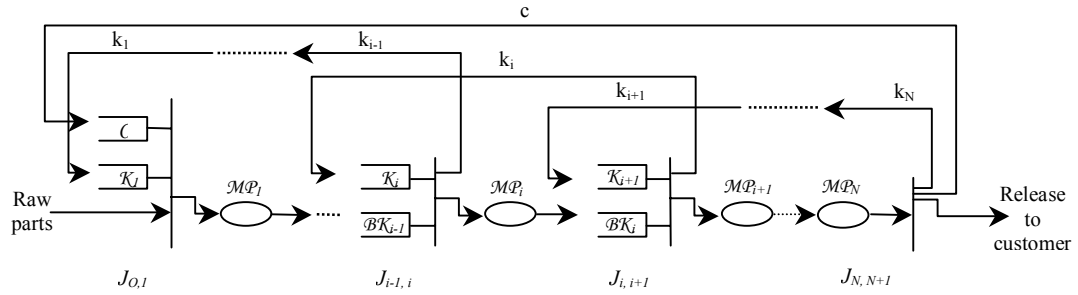 c
k1 ki-1 ki ki+1 kN
C
K1 MP1 Ki MPi Ki+1 MPi+1 MPN
Raw parts
BKi-1 BKi
Release to customer
JO,1 Ji-1, i Ji, i+1 JN, N+1